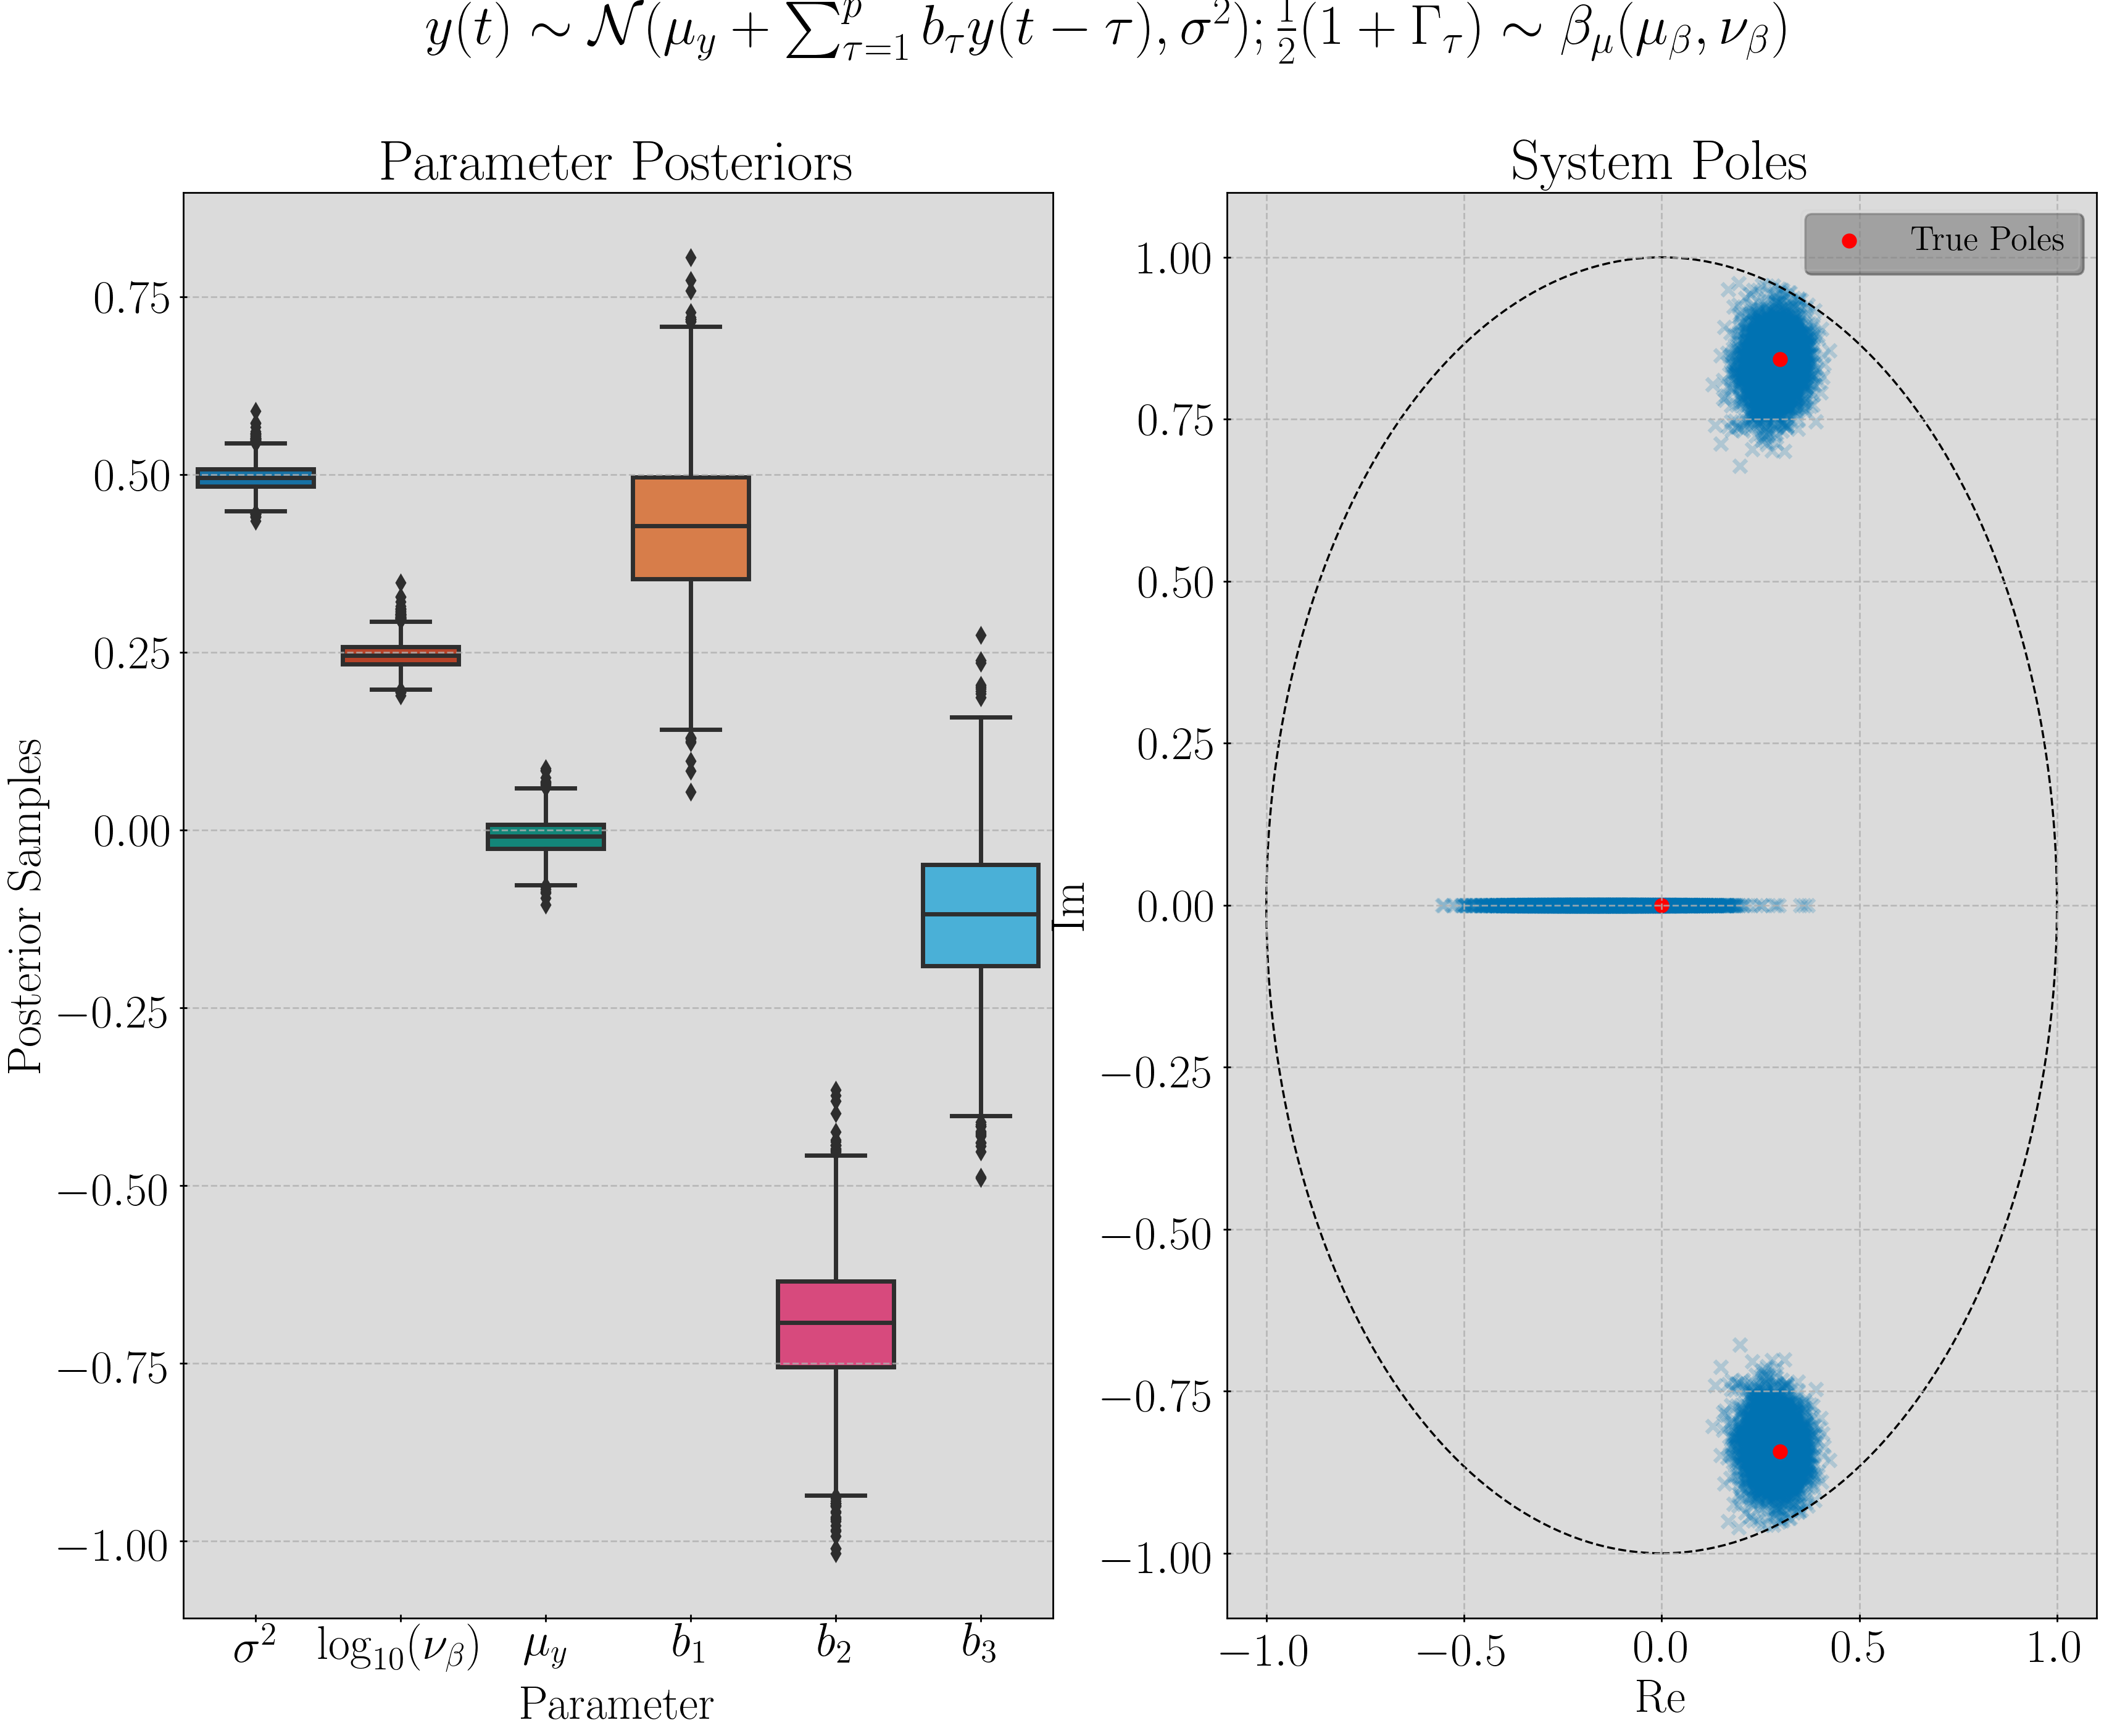 y(t) ∼ 𝒩(μ_y + ∑_{τ=1}^{p} b_τ y(t − τ), σ²); ½(1 + Γ_τ) ∼ β_μ(μ_β, ν_β)
Parameter Posteriors
Posterior Samples
0.75
0.50
0.25
0.00
−0.25
−0.50
−0.75
−1.00
σ² log₁₀(ν_β) μ_y b₁ b₂ b₃
Parameter
System Poles
True Poles
Im
1.00
0.75
0.50
0.25
0.00
−0.25
−0.50
−0.75
−1.00
−1.0 −0.5 0.0 0.5 1.0
Re